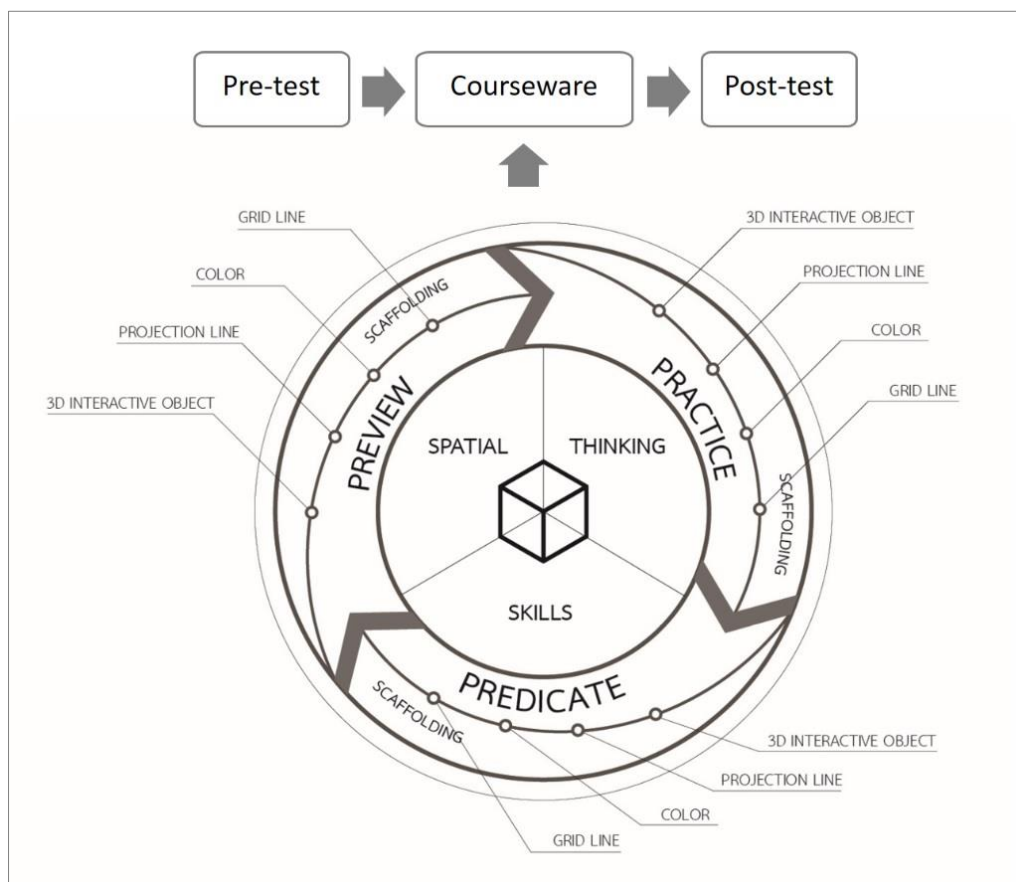 Pre-test
Courseware
Post-test
GRID LINE
COLOR
PROJECTION LINE
3D INTERACTIVE OBJECT
SCAFFOLDING
PREVIEW
3D INTERACTIVE OBJECT
PROJECTION LINE
COLOR
GRID LINE
PRACTICE
SCAFFOLDING
SPATIAL
THINKING
SKILLS
PREDICATE
SCAFFOLDING
3D INTERACTIVE OBJECT
PROJECTION LINE
COLOR
GRID LINE